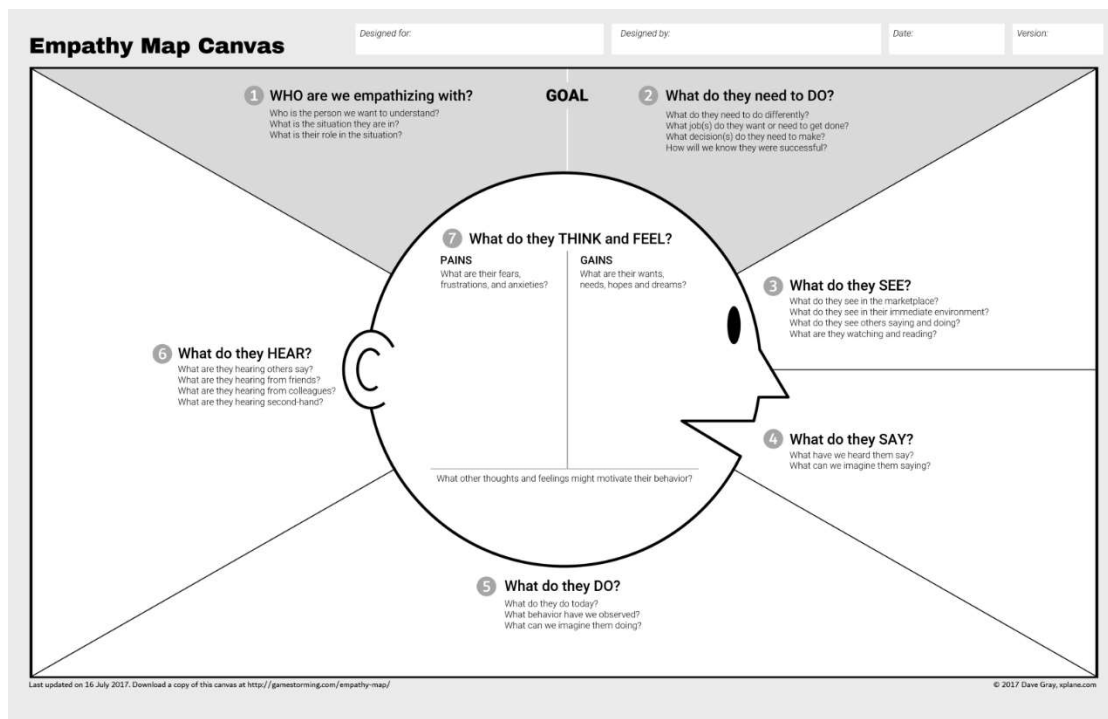 Empathy Map Canvas
Designed for:
Designed by:
Date:
Version:
1 WHO are we empathizing with?
Who is the person we want to understand?
What is the situation they are in?
What is their role in the situation?
GOAL
2 What do they need to DO?
What do they need to do differently?
What job(s) do they want or need to get done?
What decision(s) do they need to make?
How will we know they were successful?
3 What do they SEE?
What do they see in the marketplace?
What do they see in their immediate environment?
What do they see others saying and doing?
What are they watching and reading?
4 What do they SAY?
What have we heard them say?
What can we imagine them saying?
5 What do they DO?
What do they do today?
What behavior have we observed?
What can we imagine them doing?
6 What do they HEAR?
What are they hearing others say?
What are they hearing from friends?
What are they hearing from colleagues?
What are they hearing second-hand?
7 What do they THINK and FEEL?
PAINS
What are their fears,
frustrations, and anxieties?
GAINS
What are their wants,
needs, hopes and dreams?
What other thoughts and feelings might motivate their behavior?
Last updated on 16 July 2017. Download a copy of this canvas at http://gamestorming.com/empathy-map/
© 2017 Dave Gray, xplane.com